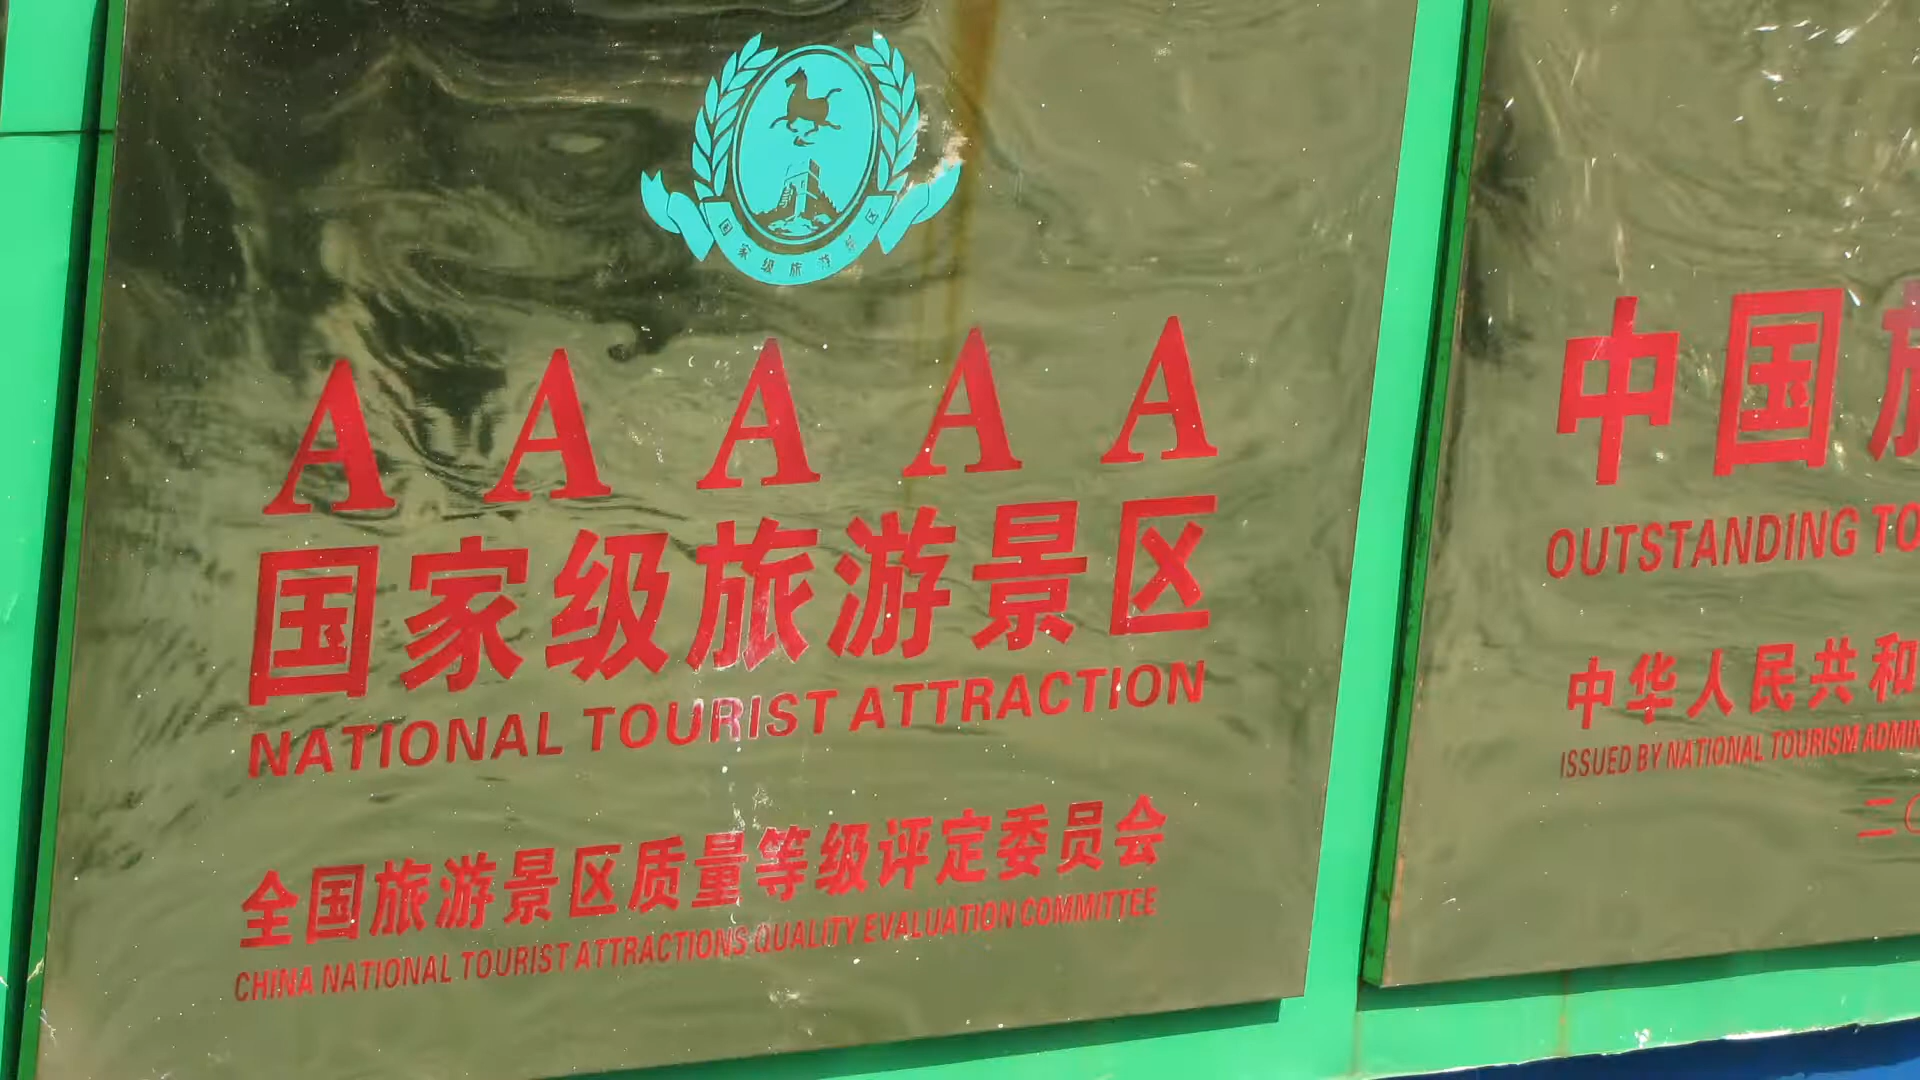 国家级旅游景区
A A A A A
国家级旅游景区
NATIONAL TOURIST ATTRACTION
全国旅游景区质量等级评定委员会
CHINA NATIONAL TOURIST ATTRACTIONS QUALITY EVALUATION COMMITTEE
中国
OUTSTANDING
中华人民共和
ISSUED BY NATIONAL TOURISM
二